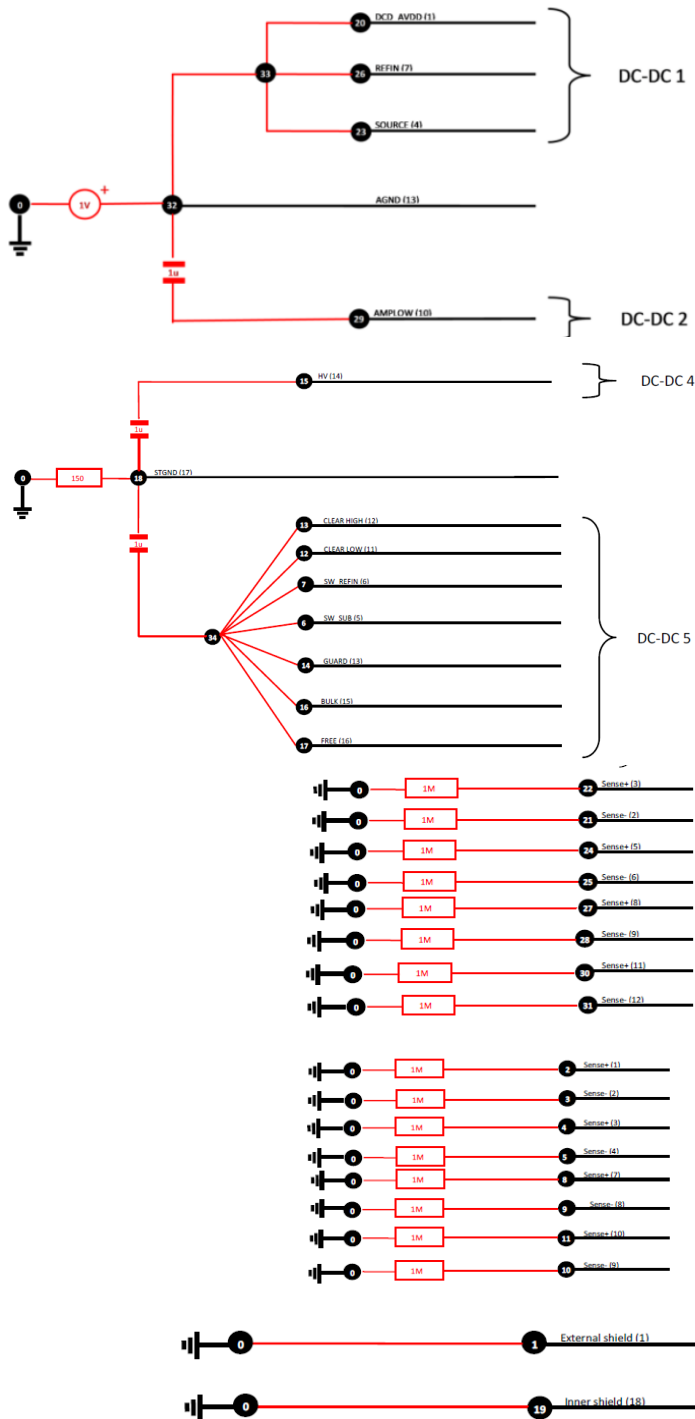 20 DCD_AVDD (1)
33 26 REFIN (7) DC-DC 1
23 SOURCE (4)
0 1V + 32 AGND (13)
1u
29 AMPLOW (10) DC-DC 2
15 HV (14) DC-DC 4
1u
0 150 18 STGND (17)
13 CLEAR HIGH (12)
1u
12 CLEAR LOW (11)
7 SW_REFIN (6)
34 6 SW_SUB (5) DC-DC 5
14 GUARD (13)
16 BULK (15)
17 FREE (16)
0 1M 22 Sense+ (3)
0 1M 21 Sense- (2)
0 1M 24 Sense+ (5)
0 1M 25 Sense- (6)
0 1M 27 Sense+ (8)
0 1M 28 Sense- (9)
0 1M 30 Sense+ (11)
0 1M 31 Sense- (12)
0 1M 2 Sense+ (1)
0 1M 3 Sense- (2)
0 1M 4 Sense+ (3)
0 1M 5 Sense- (4)
0 1M 8 Sense+ (7)
0 1M 9 Sense- (8)
0 1M 11 Sense+ (10)
0 1M 10 Sense- (9)
0 1 External shield (1)
0 19 Inner shield (18)